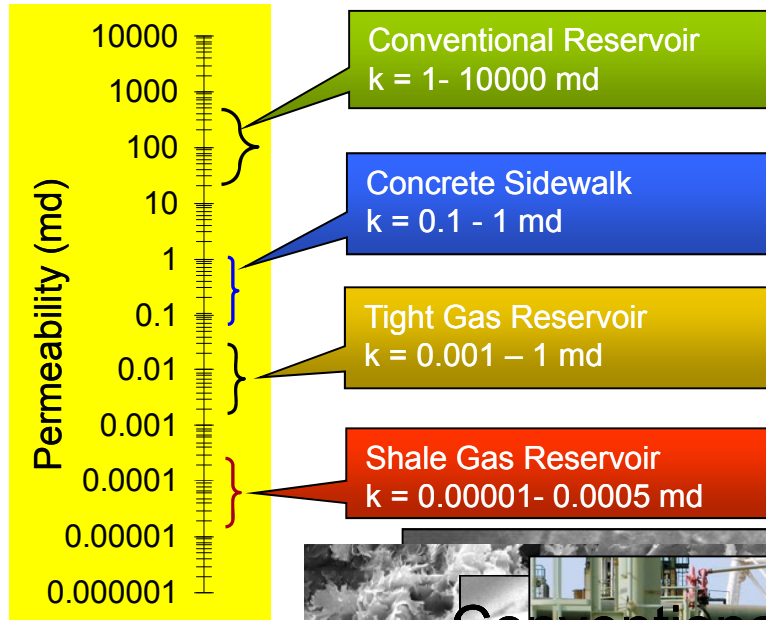 10000
1000
100
10
1
0.1
0.01
0.001
0.0001
0.00001
0.000001
Permeability (md)
Conventional Reservoir
k = 1- 10000 md
Concrete Sidewalk
k = 0.1 - 1 md
Tight Gas Reservoir
k = 0.001 – 1 md
Shale Gas Reservoir
k = 0.00001- 0.0005 md